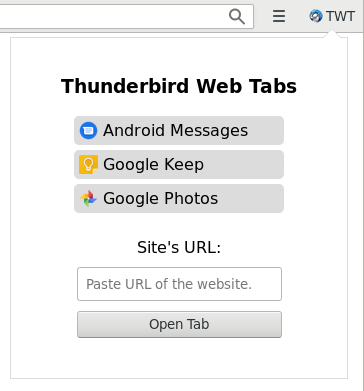 TWT
Thunderbird Web Tabs
Android Messages
Google Keep
Google Photos
Site's URL:
Paste URL of the website.
Open Tab